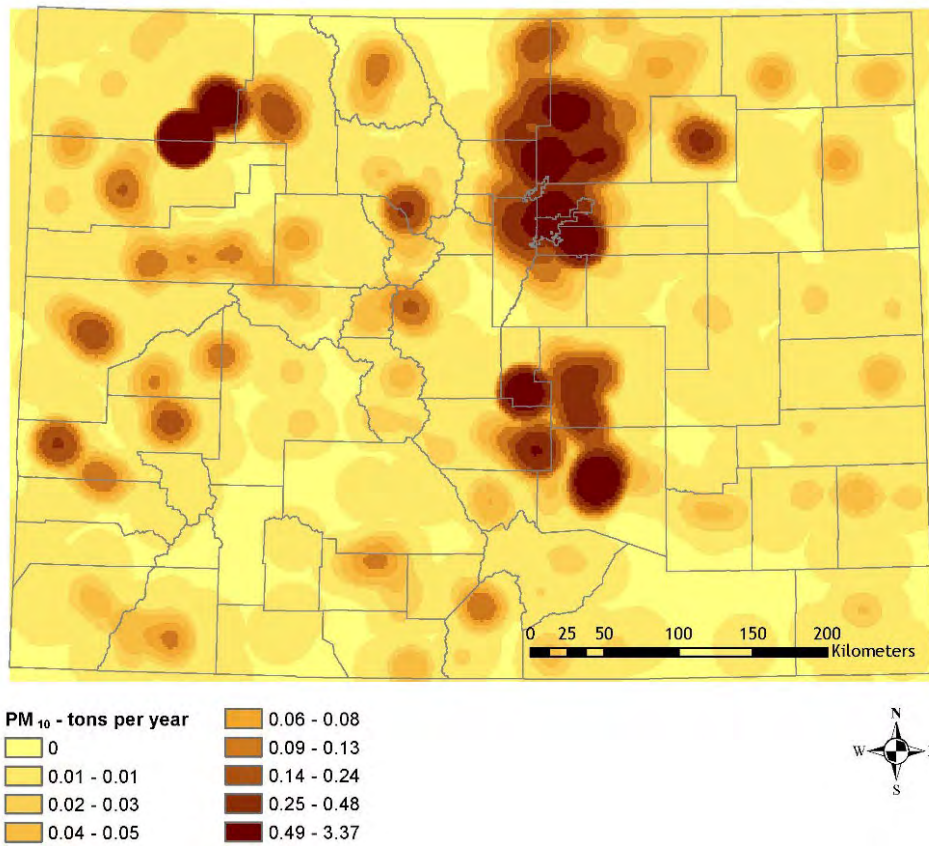 0 25 50 100 150 200
Kilometers
PM 10 - tons per year
0
0.01 - 0.01
0.02 - 0.03
0.04 - 0.05
0.06 - 0.08
0.09 - 0.13
0.14 - 0.24
0.25 - 0.48
0.49 - 3.37
N
W
S